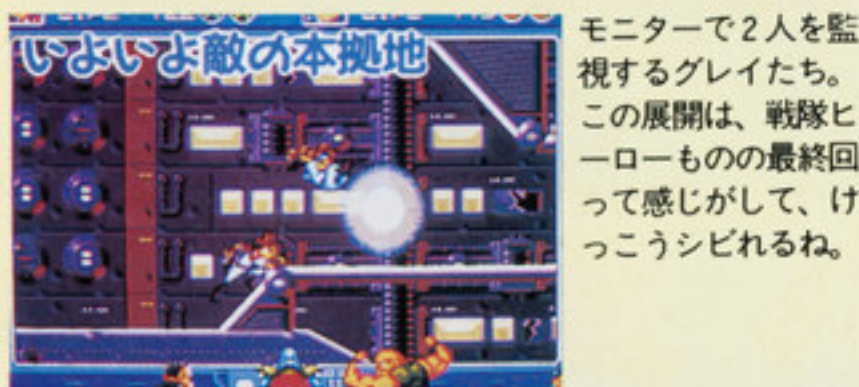 いよいよ敵の本拠地
モニターで2人を監
視するグレイたち。
この展開は、戦隊ヒ
ーローものの最終回
って感じがして、け
っこうシビれるね。